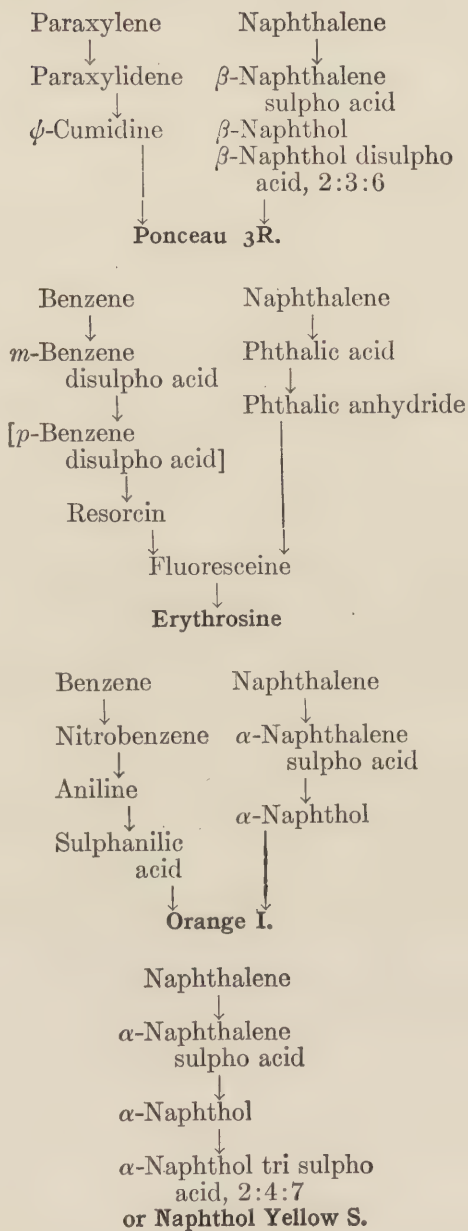 Paraxylene Naphthalene
Paraxylidene β-Naphthalene
sulpho acid
ψ-Cumidine β-Naphthol
β-Naphthol disulpho
acid, 2:3:6
Ponceau 3R.
Benzene Naphthalene
m-Benzene Phthalic acid
disulpho acid
Phthalic anhydride
[p-Benzene
disulpho acid]
Resorcin
Fluoresceine
Erythrosine
Benzene Naphthalene
Nitrobenzene α-Naphthalene
sulpho acid
Aniline
α-Naphthol
Sulphanilic
acid
Orange I.
Naphthalene
α-Naphthalene
sulpho acid
α-Naphthol
α-Naphthol tri sulpho
acid, 2:4:7
or Naphthol Yellow S.